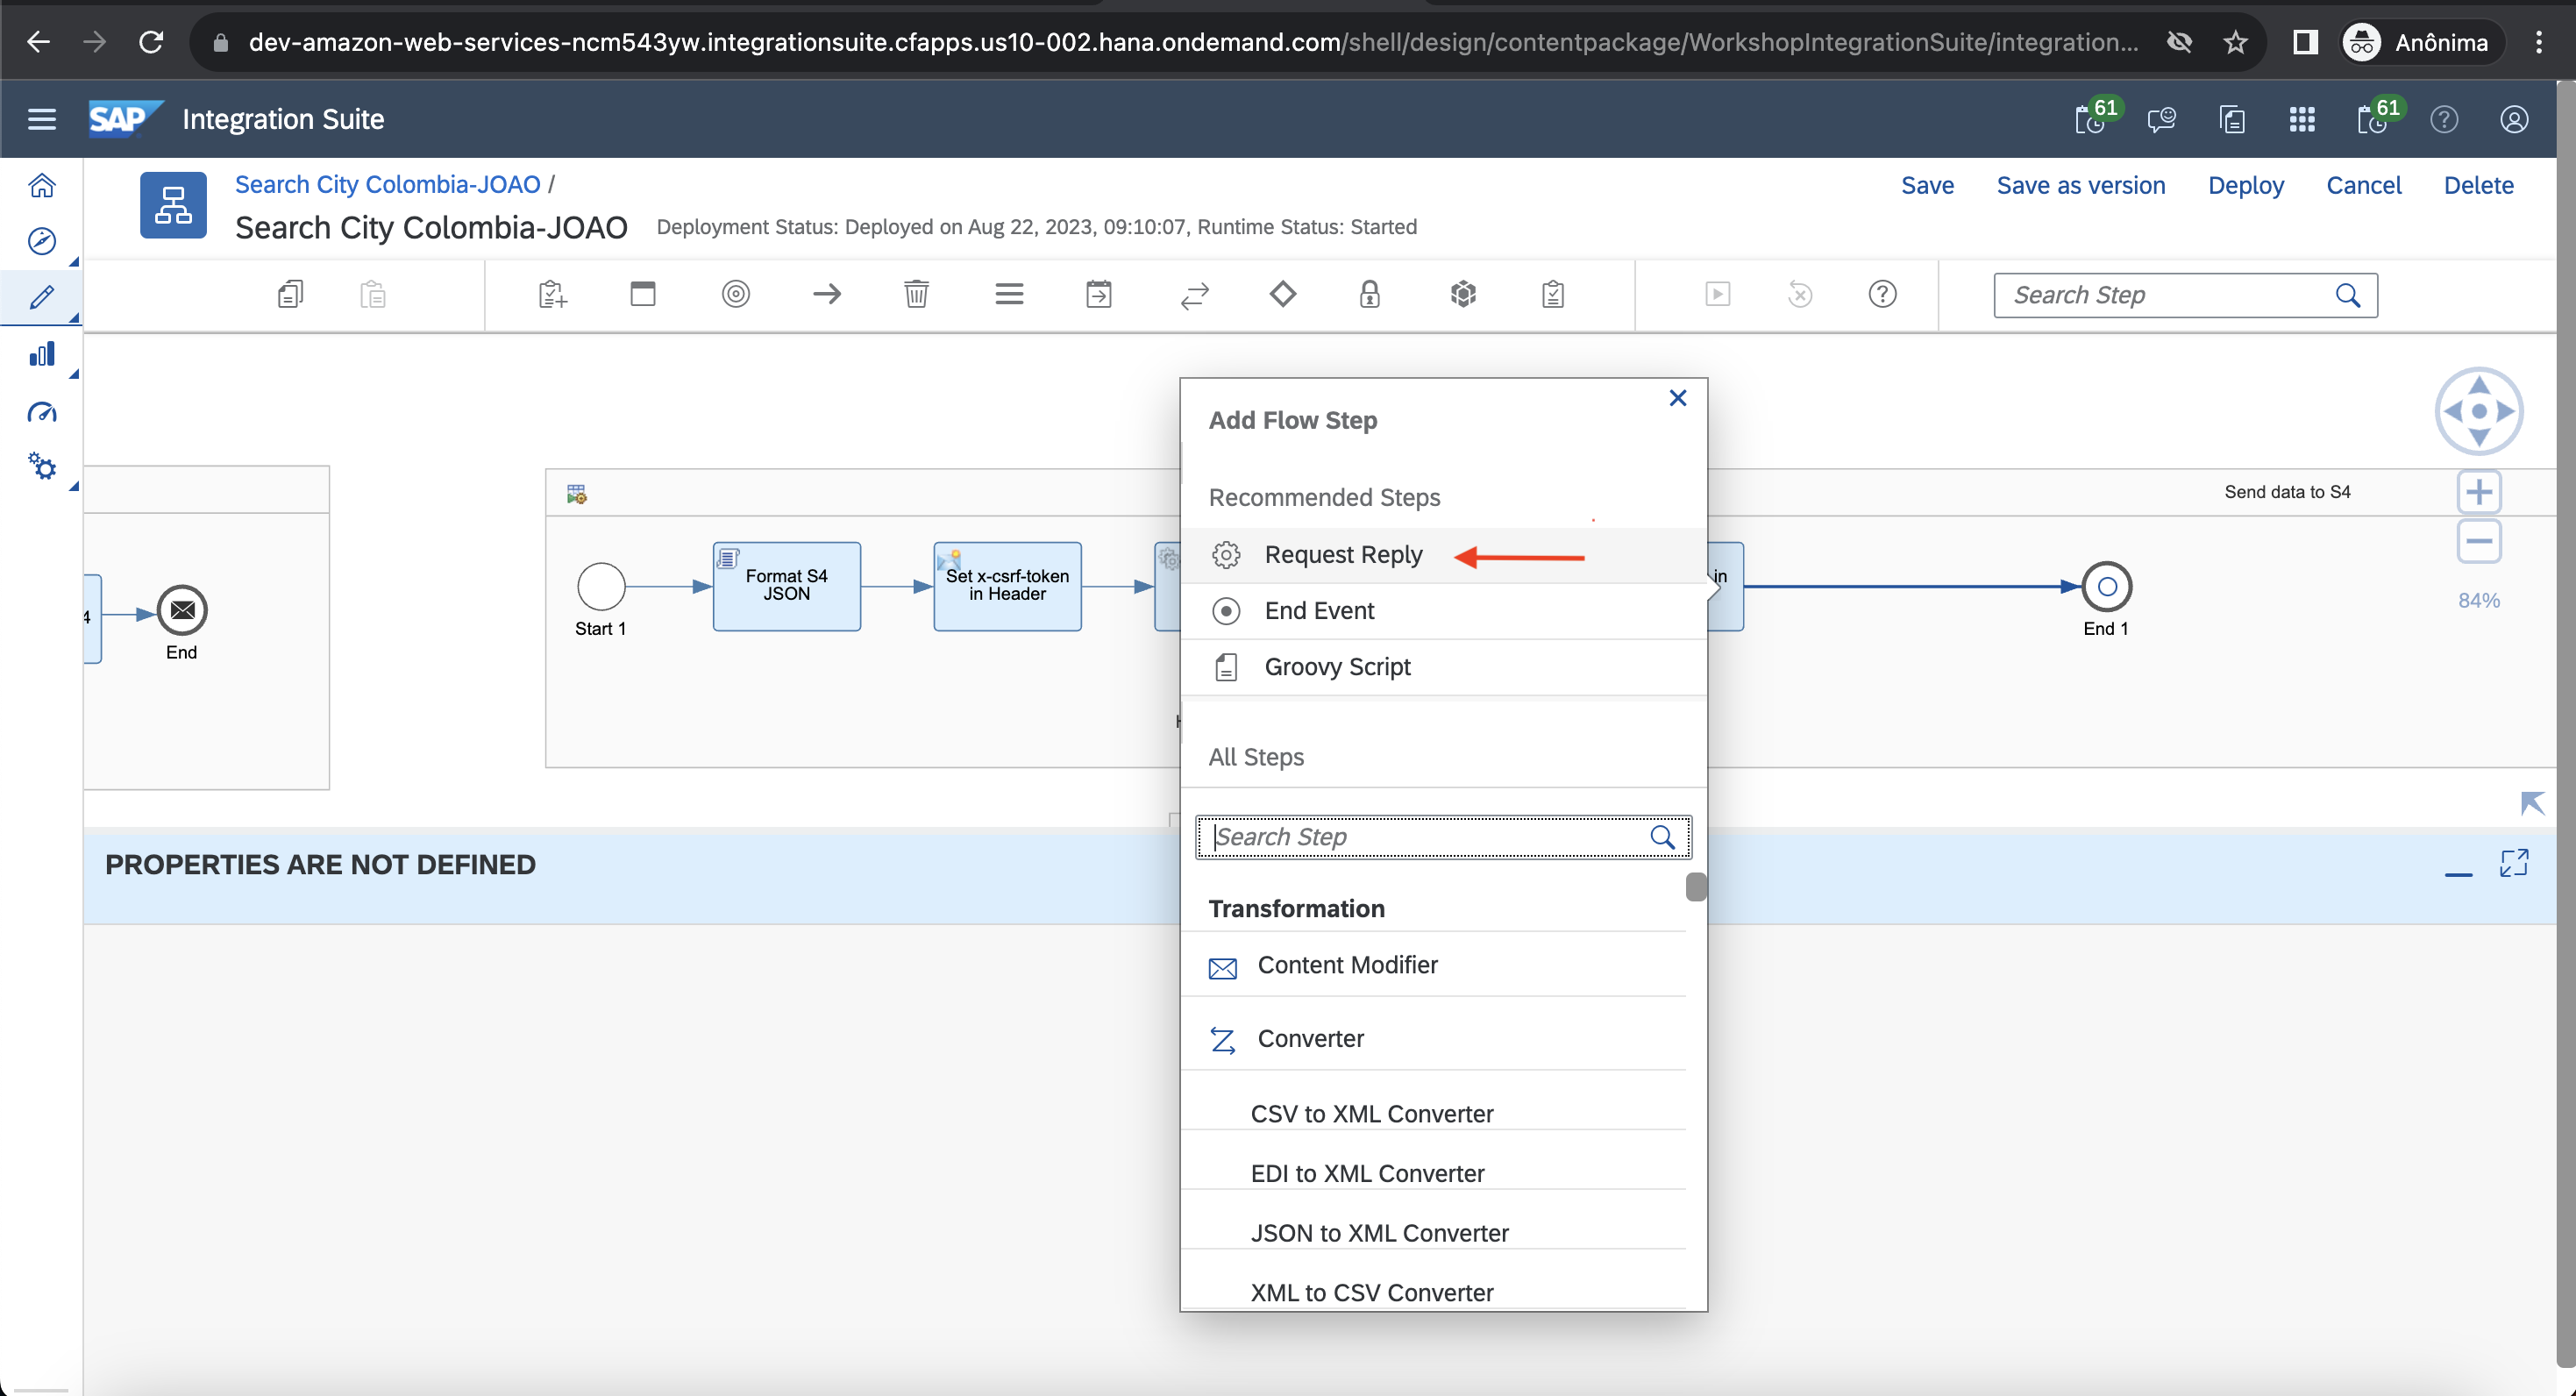 dev-amazon-web-services-ncm543yw.integrationsuite.cfapps.us10-002.hana.ondemand.com/shell/design/contentpackage/WorkshopIntegrationSuite/integration...
Anônima
SAP
Integration Suite
61
61
Search City Colombia-JOAO /
Search City Colombia-JOAO
Deployment Status: Deployed on Aug 22, 2023, 09:10:07, Runtime Status: Started
Save
Save as version
Deploy
Cancel
Delete
Search Step
Send data to S4
4
End
Start 1
Format S4
JSON
Set x-csrf-token
in Header
in
End 1
84%
Add Flow Step
Recommended Steps
Request Reply
End Event
Groovy Script
All Steps
Search Step
Transformation
Content Modifier
Converter
CSV to XML Converter
EDI to XML Converter
JSON to XML Converter
XML to CSV Converter
PROPERTIES ARE NOT DEFINED